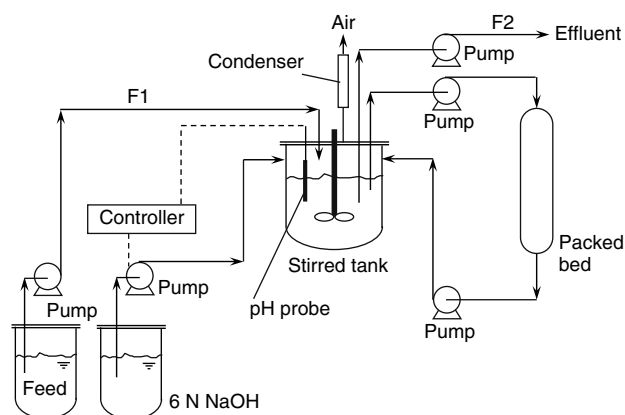 Air
F2
Effluent
Pump
Condenser
F1
Pump
Controller
Stirred tank
Packed
bed
Pump
pH probe
Pump
Pump
Feed
6 N NaOH